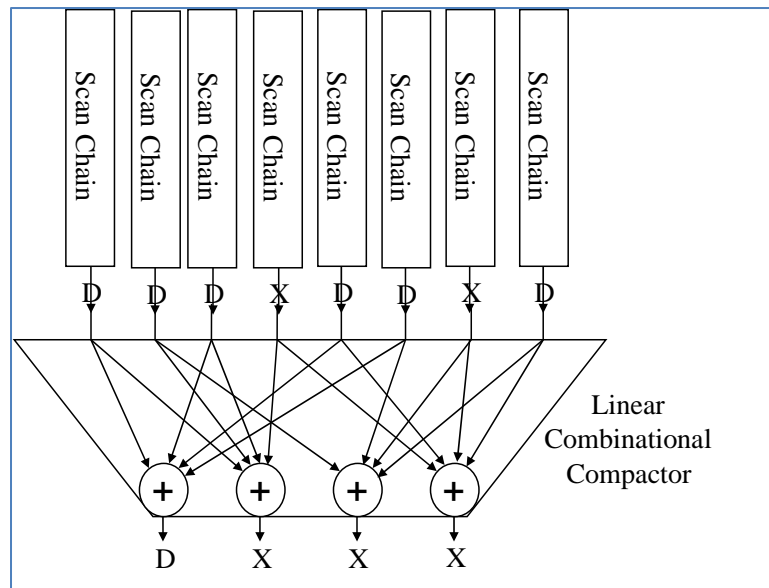 Scan Chain
Scan Chain
Scan Chain
Scan Chain
Scan Chain
Scan Chain
Scan Chain
Scan Chain
D D D X D D X D
Linear
Combinational
Compactor
+ + + +
D X X X